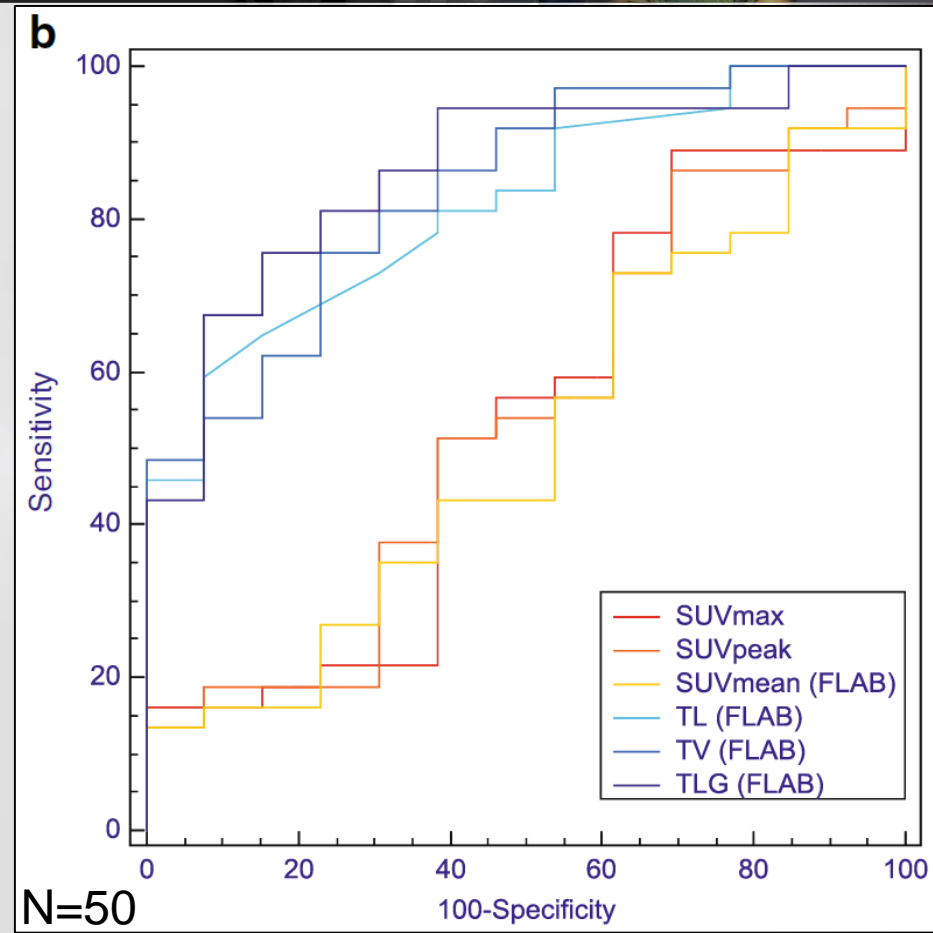 b
100
80
60
40
20
0
Sensitivity
SUVmax
SUVpeak
SUVmean (FLAB)
TL (FLAB)
TV (FLAB)
TLG (FLAB)
0 20 40 60 80 100
100-Specificity
N=50